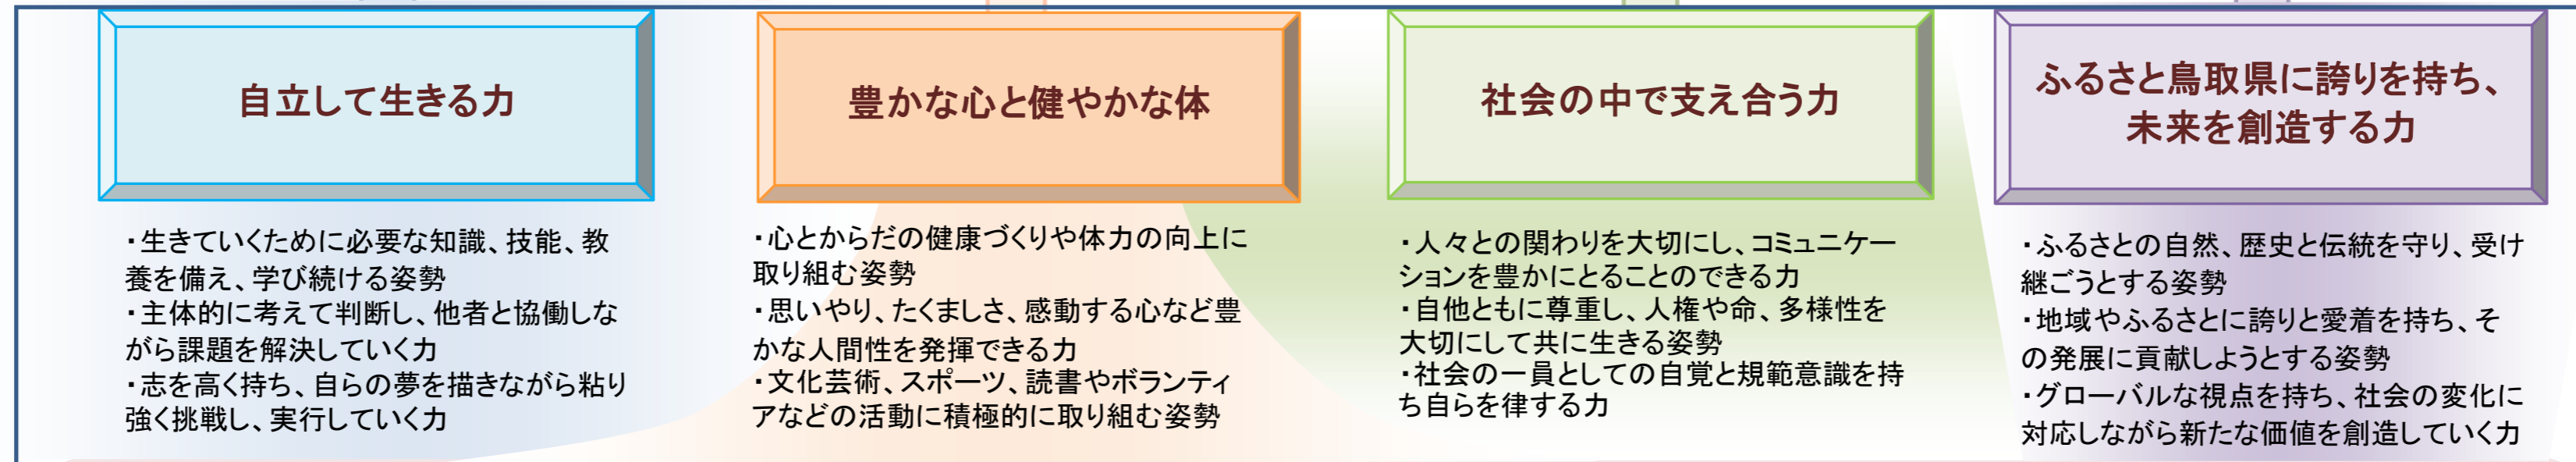 自立して生きる力
・生きていくために必要な知識、技能、教
養を備え、学び続ける姿勢
・主体的に考えて判断し、他者と協働しな
がら課題を解決していく力
・志を高く持ち、自らの夢を描きながら粘り
強く挑戦し、実行していく力
豊かな心と健やかな体
・心とからだの健康づくりや体力の向上に
取り組む姿勢
・思いやり、たくましさ、感動する心など豊
かな人間性を発揮できる力
・文化芸術、スポーツ、読書やボランティ
アなどの活動に積極的に取り組む姿勢
社会の中で支え合う力
・人々との関わりを大切にし、コミュニケー
ションを豊かにとることのできる力
・自他ともに尊重し、人権や命、多様性を
大切にして共に生きる姿勢
・社会の一員としての自覚と規範意識を持
ち自らを律する力
ふるさと鳥取県に誇りを持ち、
未来を創造する力
・ふるさとの自然、歴史と伝統を守り、受け
継ごうとする姿勢
・地域やふるさとに誇りと愛着を持ち、そ
の発展に貢献しようとする姿勢
・グローバルな視点を持ち、社会の変化に
対応しながら新たな価値を創造していく力